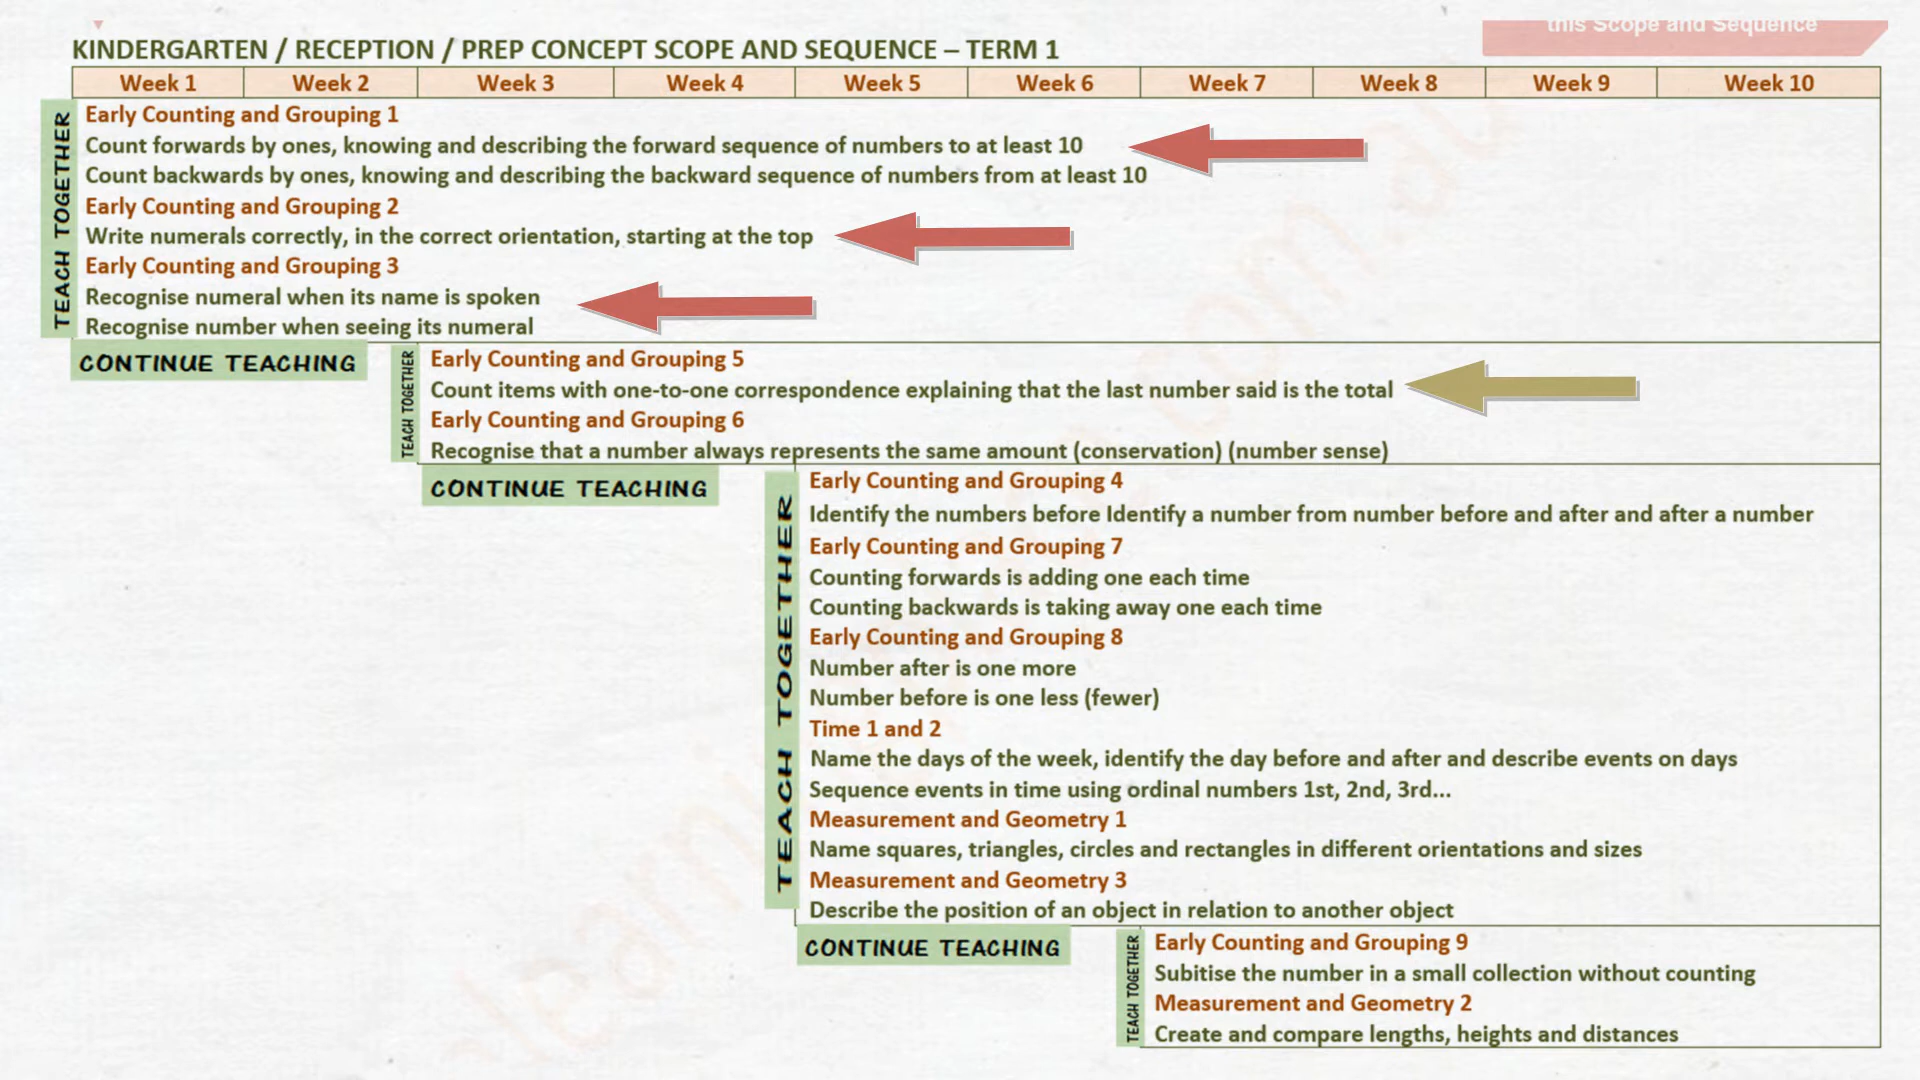 this Scope and Sequence
KINDERGARTEN / RECEPTION / PREP CONCEPT SCOPE AND SEQUENCE – TERM 1
Week 1 Week 2 Week 3 Week 4 Week 5 Week 6 Week 7 Week 8 Week 9 Week 10
TEACH TOGETHER
Early Counting and Grouping 1
Count forwards by ones, knowing and describing the forward sequence of numbers to at least 10
Count backwards by ones, knowing and describing the backward sequence of numbers from at least 10
Early Counting and Grouping 2
Write numerals correctly, in the correct orientation, starting at the top
Early Counting and Grouping 3
Recognise numeral when its name is spoken
Recognise number when seeing its numeral
CONTINUE TEACHING
TEACH TOGETHER
Early Counting and Grouping 5
Count items with one-to-one correspondence explaining that the last number said is the total
Early Counting and Grouping 6
Recognise that a number always represents the same amount (conservation) (number sense)
CONTINUE TEACHING
TEACH TOGETHER
Early Counting and Grouping 4
Identify the numbers before Identify a number from number before and after and after a number
Early Counting and Grouping 7
Counting forwards is adding one each time
Counting backwards is taking away one each time
Early Counting and Grouping 8
Number after is one more
Number before is one less (fewer)
Time 1 and 2
Name the days of the week, identify the day before and after and describe events on days
Sequence events in time using ordinal numbers 1st, 2nd, 3rd...
Measurement and Geometry 1
Name squares, triangles, circles and rectangles in different orientations and sizes
Measurement and Geometry 3
Describe the position of an object in relation to another object
CONTINUE TEACHING
TEACH TOGETHER
Early Counting and Grouping 9
Subitise the number in a small collection without counting
Measurement and Geometry 2
Create and compare lengths, heights and distances